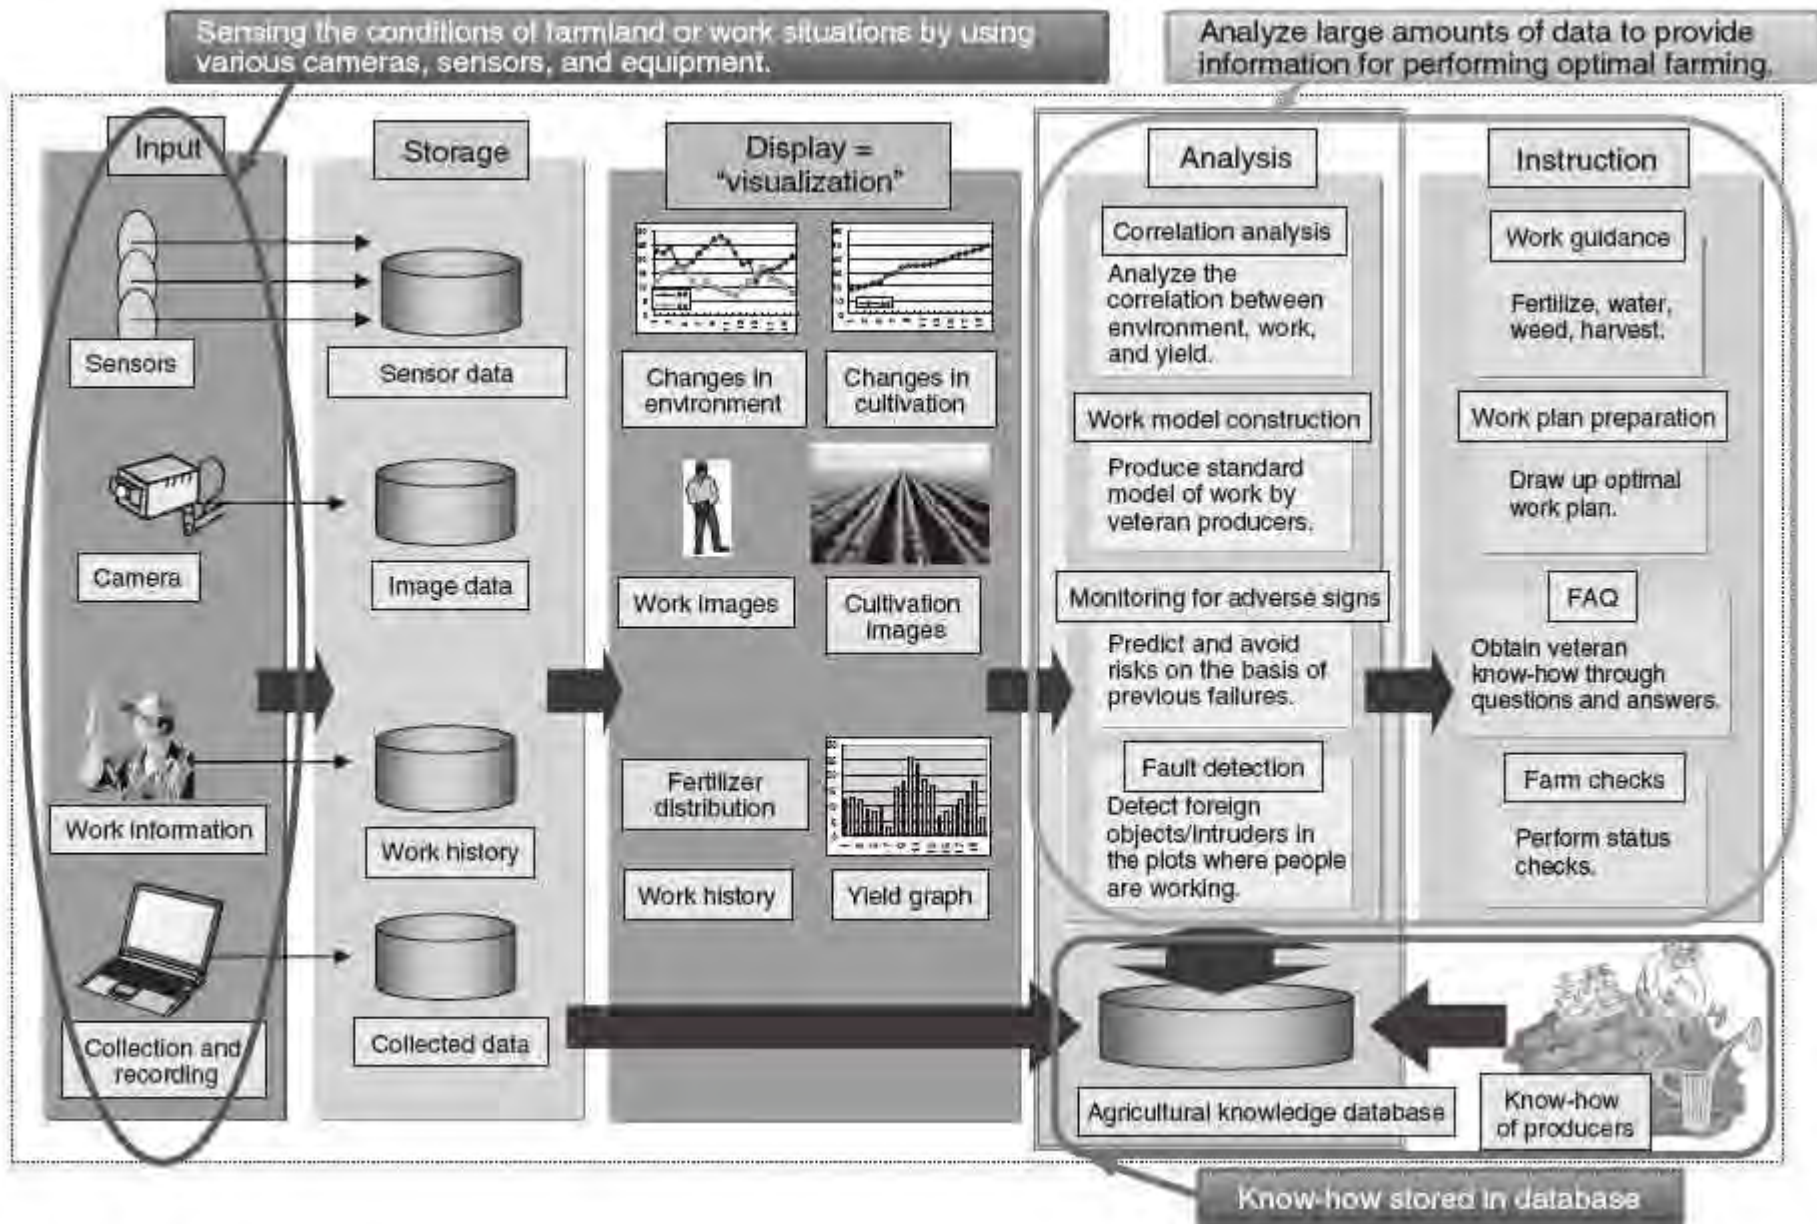 Sensing the conditions of farmland or work situations by using
various cameras, sensors, and equipment.
Analyze large amounts of data to provide
information for performing optimal farming.
Input
Sensors
Camera
Work information
Collection and
recording
Storage
Sensor data
Image data
Work history
Collected data
Display =
"visualization"
Changes in
environment
Changes in
cultivation
Work images
Cultivation
images
Fertilizer
distribution
Work history
Yield graph
Analysis
Correlation analysis
Analyze the
correlation between
environment, work,
and yield.
Work model construction
Produce standard
model of work by
veteran producers.
Monitoring for adverse signs
Predict and avoid
risks on the basis of
previous failures.
Fault detection
Detect foreign
objects/intruders in
the plots where people
are working.
Instruction
Work guidance
Fertilize, water,
weed, harvest.
Work plan preparation
Draw up optimal
work plan.
FAQ
Obtain veteran
know-how through
questions and answers.
Farm checks
Perform status
checks.
Agricultural knowledge database
Know-how
of producers
Know-how stored in database